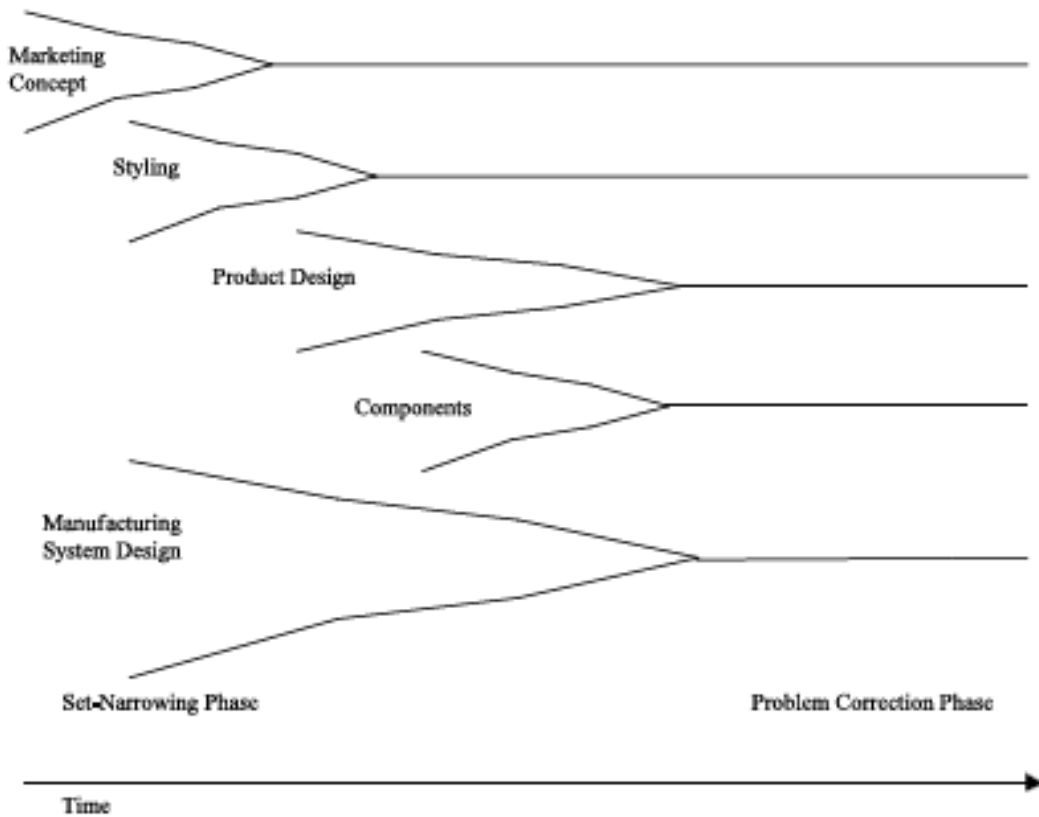 Marketing
Concept
Styling
Product Design
Components
Manufacturing
System Design
Set-Narrowing Phase
Problem Correction Phase
Time